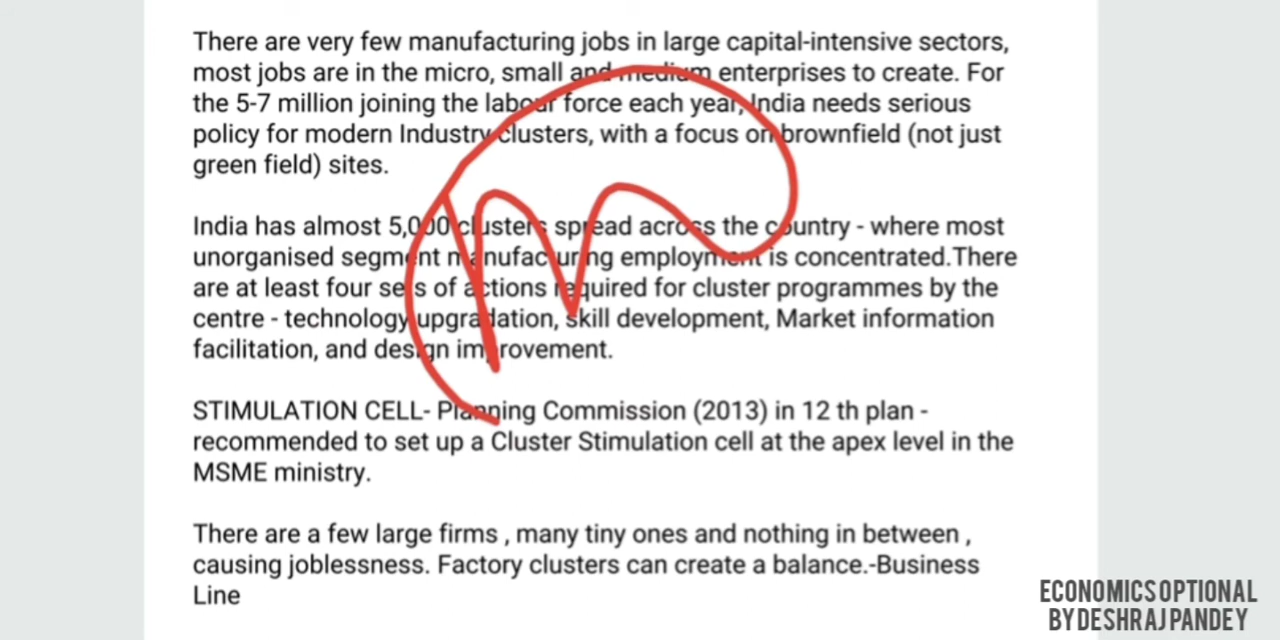 There are very few manufacturing jobs in large capital-intensive sectors,
most jobs are in the micro, small and medium enterprises to create. For
the 5-7 million joining the labour force each year, India needs serious
policy for modern Industry clusters, with a focus on brownfield (not just
green field) sites.
India has almost 5,000 clusters spread across the country - where most
unorganised segment manufacturing employment is concentrated.There
are at least four sets of actions required for cluster programmes by the
centre - technology upgradation, skill development, Market information
facilitation, and design improvement.
STIMULATION CELL- Planning Commission (2013) in 12 th plan -
recommended to set up a Cluster Stimulation cell at the apex level in the
MSME ministry.
There are a few large firms , many tiny ones and nothing in between ,
causing joblessness. Factory clusters can create a balance.-Business
Line
ECONOMICS OPTIONAL
BY DESHRAJ PANDEY